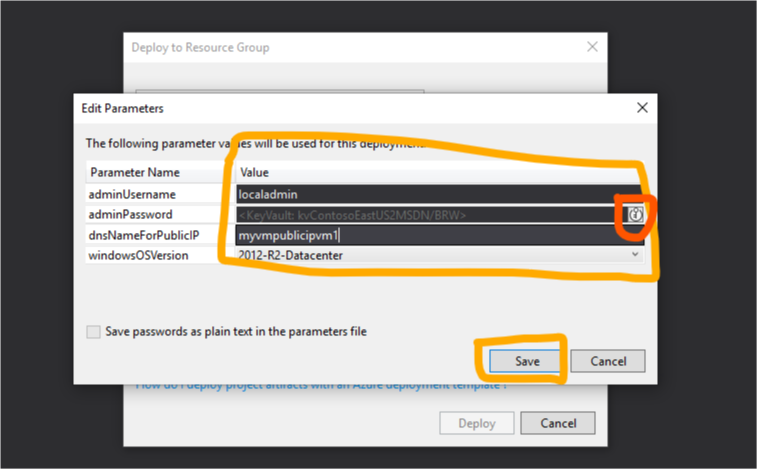 Deploy to Resource Group
Edit Parameters
The following parameter values will be used for this deployment.
Parameter Name Value
adminUsername localadmin
adminPassword <KeyVault: kvContosoEastUS2MSDN/BRW>
dnsNameForPublicIP myvmpublicipvm1
windowsOSVersion 2012-R2-Datacenter
Save passwords as plain text in the parameters file
Save Cancel
How do I deploy project artifacts with an Azure deployment template ?
Deploy Cancel